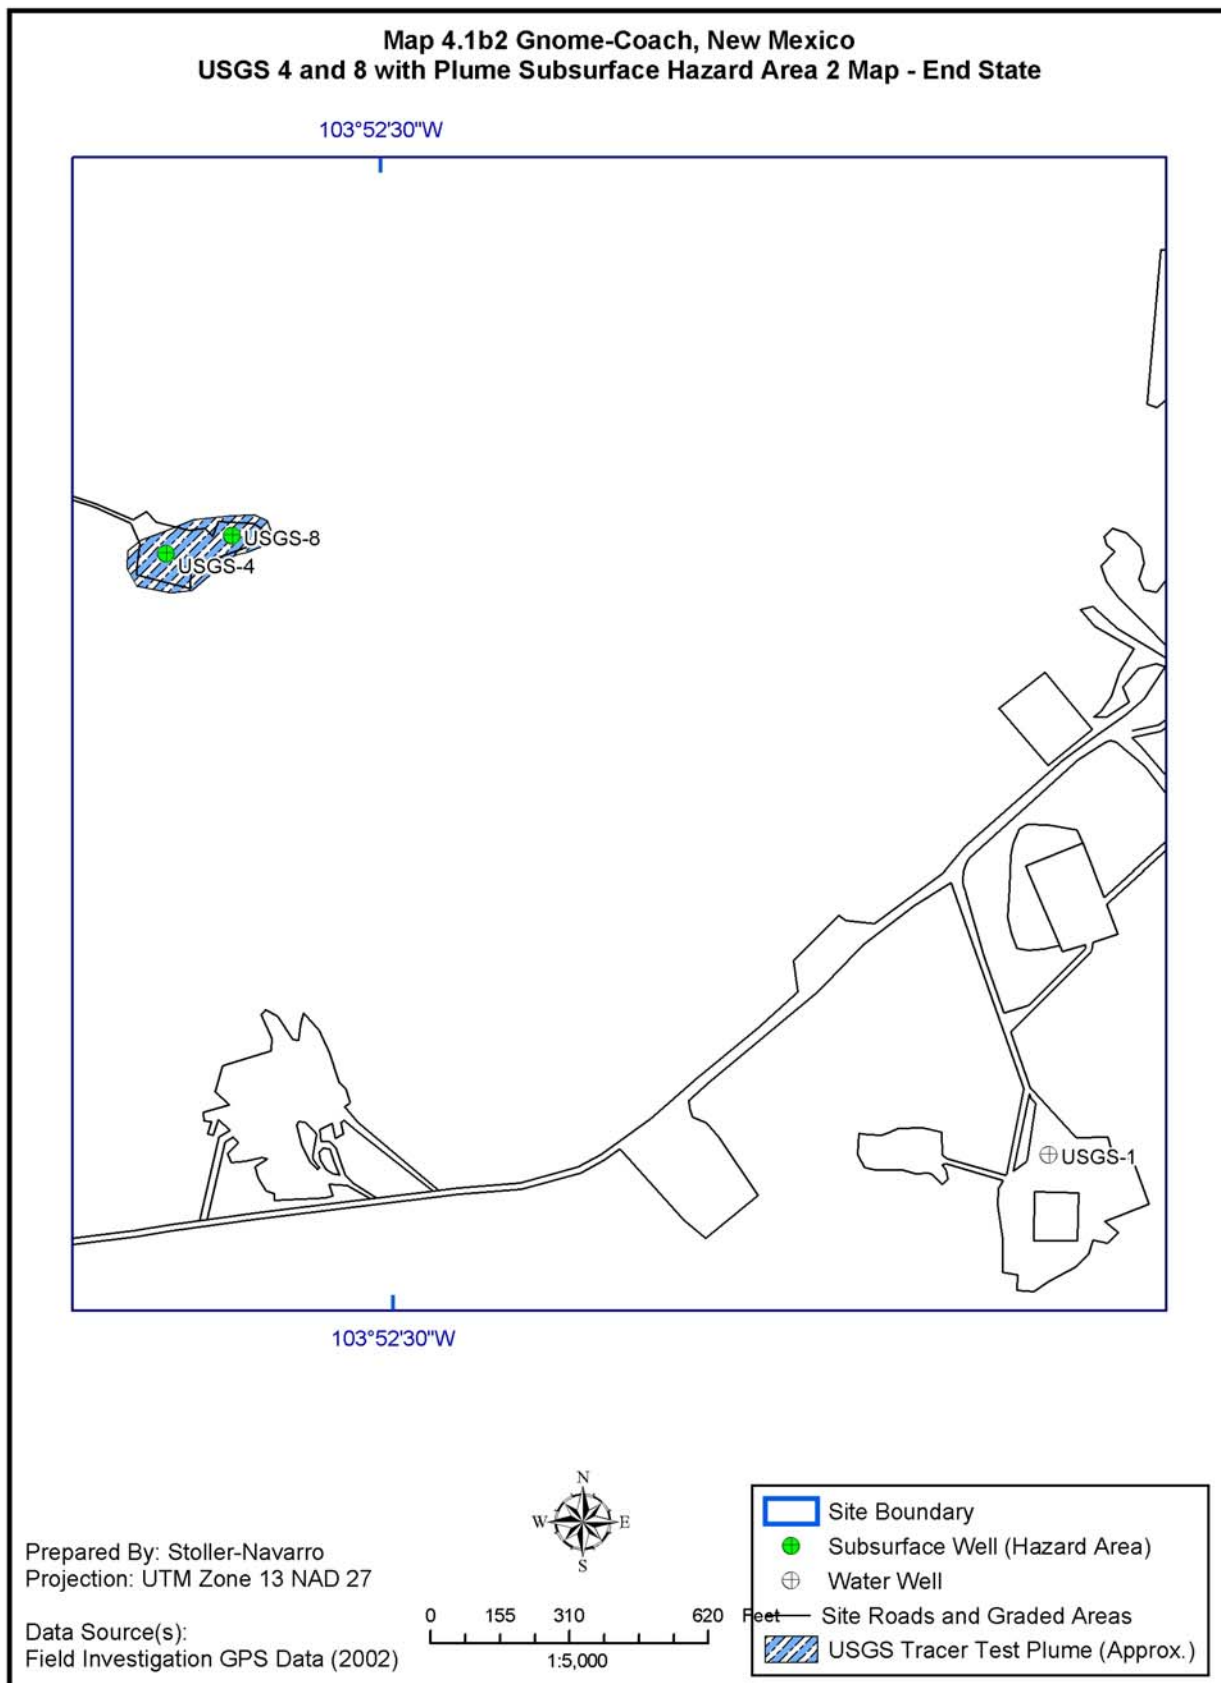 Map 4.1b2 Gnome-Coach, New Mexico
USGS 4 and 8 with Plume Subsurface Hazard Area 2 Map - End State
103°52'30"W
USGS-8
USGS-4
USGS-1
103°52'30"W
N
W E
S
Prepared By: Stoller-Navarro
Projection: UTM Zone 13 NAD 27
Data Source(s):
Field Investigation GPS Data (2002)
0 155 310 620 Feet
1:5,000
Site Boundary
Subsurface Well (Hazard Area)
Water Well
Site Roads and Graded Areas
USGS Tracer Test Plume (Approx.)